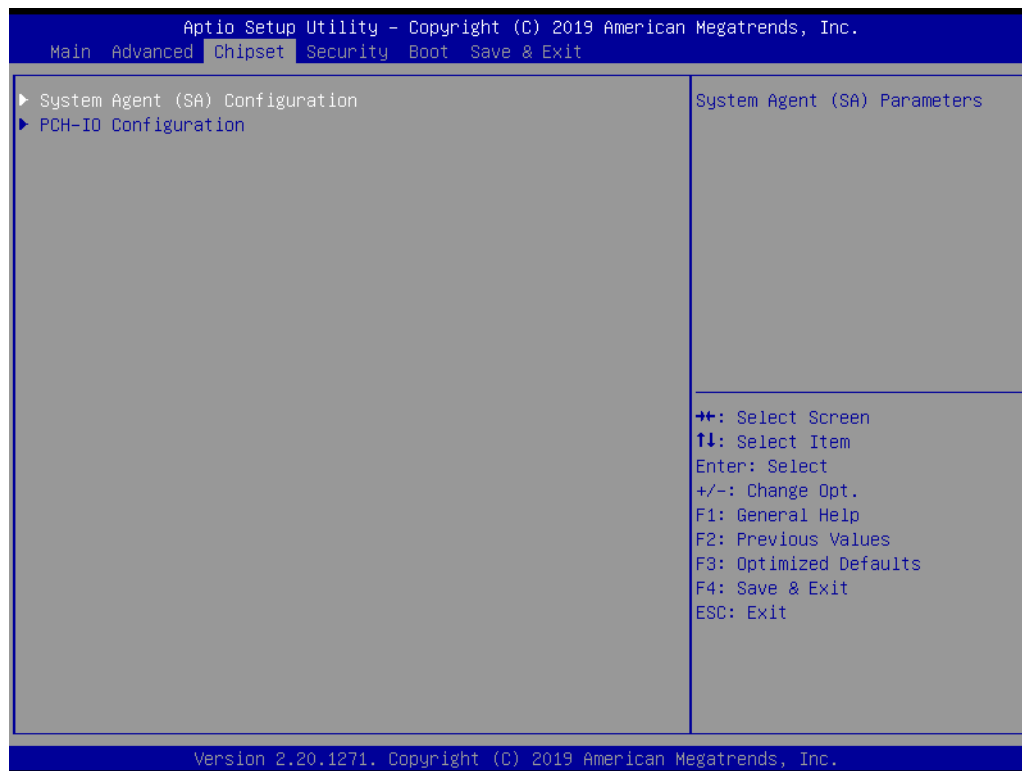 Aptio Setup Utility – Copyright (C) 2019 American Megatrends, Inc.
Main Advanced Chipset Security Boot Save & Exit
System Agent (SA) Configuration
PCH-IO Configuration
System Agent (SA) Parameters
→←: Select Screen
↑↓: Select Item
Enter: Select
+/-: Change Opt.
F1: General Help
F2: Previous Values
F3: Optimized Defaults
F4: Save & Exit
ESC: Exit
Version 2.20.1271. Copyright (C) 2019 American Megatrends, Inc.